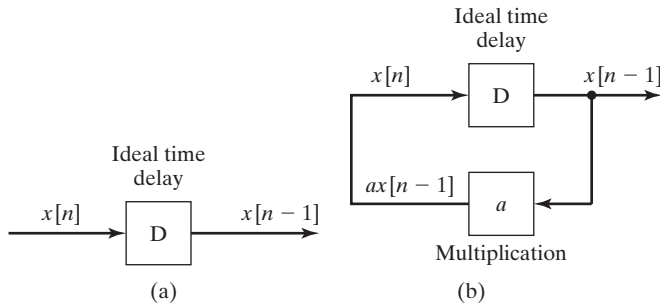 Ideal time
delay
x[n]
D
x[n − 1]
(a)
Ideal time
delay
x[n]
D
x[n − 1]
ax[n − 1]
a
Multiplication
(b)